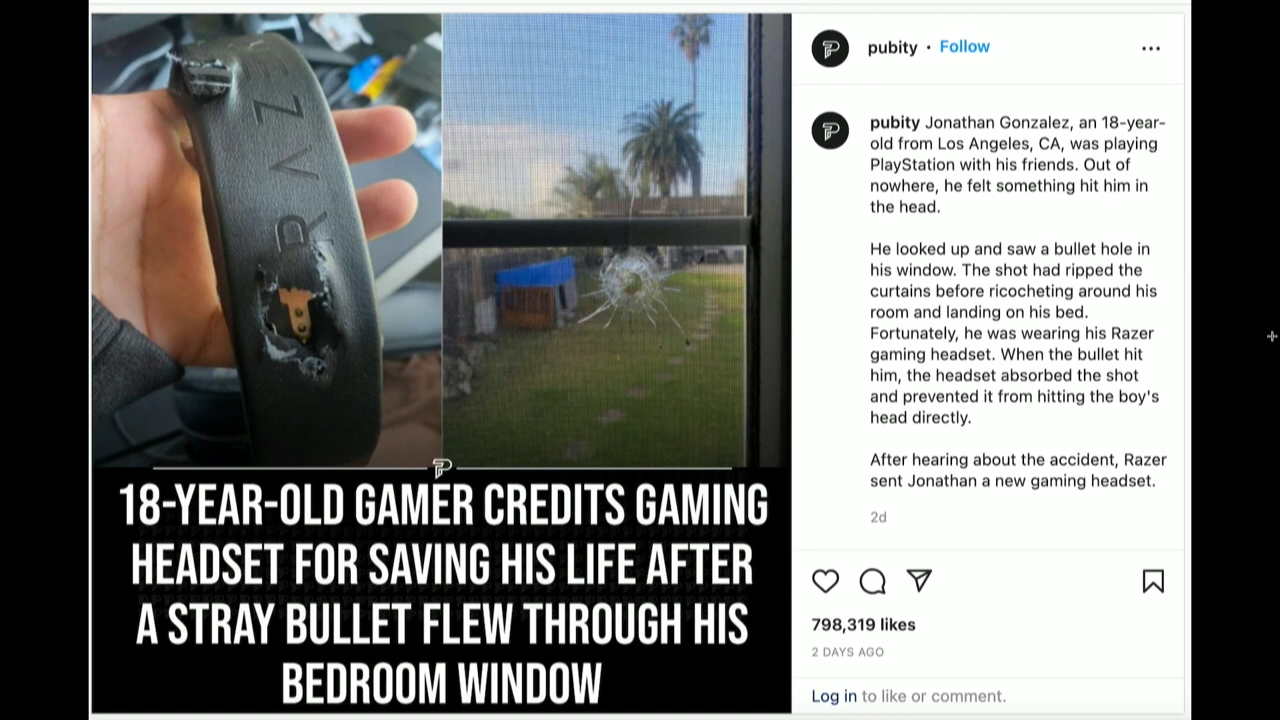 RAZE
18-YEAR-OLD GAMER CREDITS GAMING
HEADSET FOR SAVING HIS LIFE AFTER
A STRAY BULLET FLEW THROUGH HIS
BEDROOM WINDOW
pubity • Follow
pubity Jonathan Gonzalez, an 18-year-
old from Los Angeles, CA, was playing
PlayStation with his friends. Out of
nowhere, he felt something hit him in
the head.
He looked up and saw a bullet hole in
his window. The shot had ripped the
curtains before ricocheting around his
room and landing on his bed.
Fortunately, he was wearing his Razer
gaming headset. When the bullet hit
him, the headset absorbed the shot
and prevented it from hitting the boy's
head directly.
After hearing about the accident, Razer
sent Jonathan a new gaming headset.
2d
798,319 likes
2 DAYS AGO
Log in to like or comment.